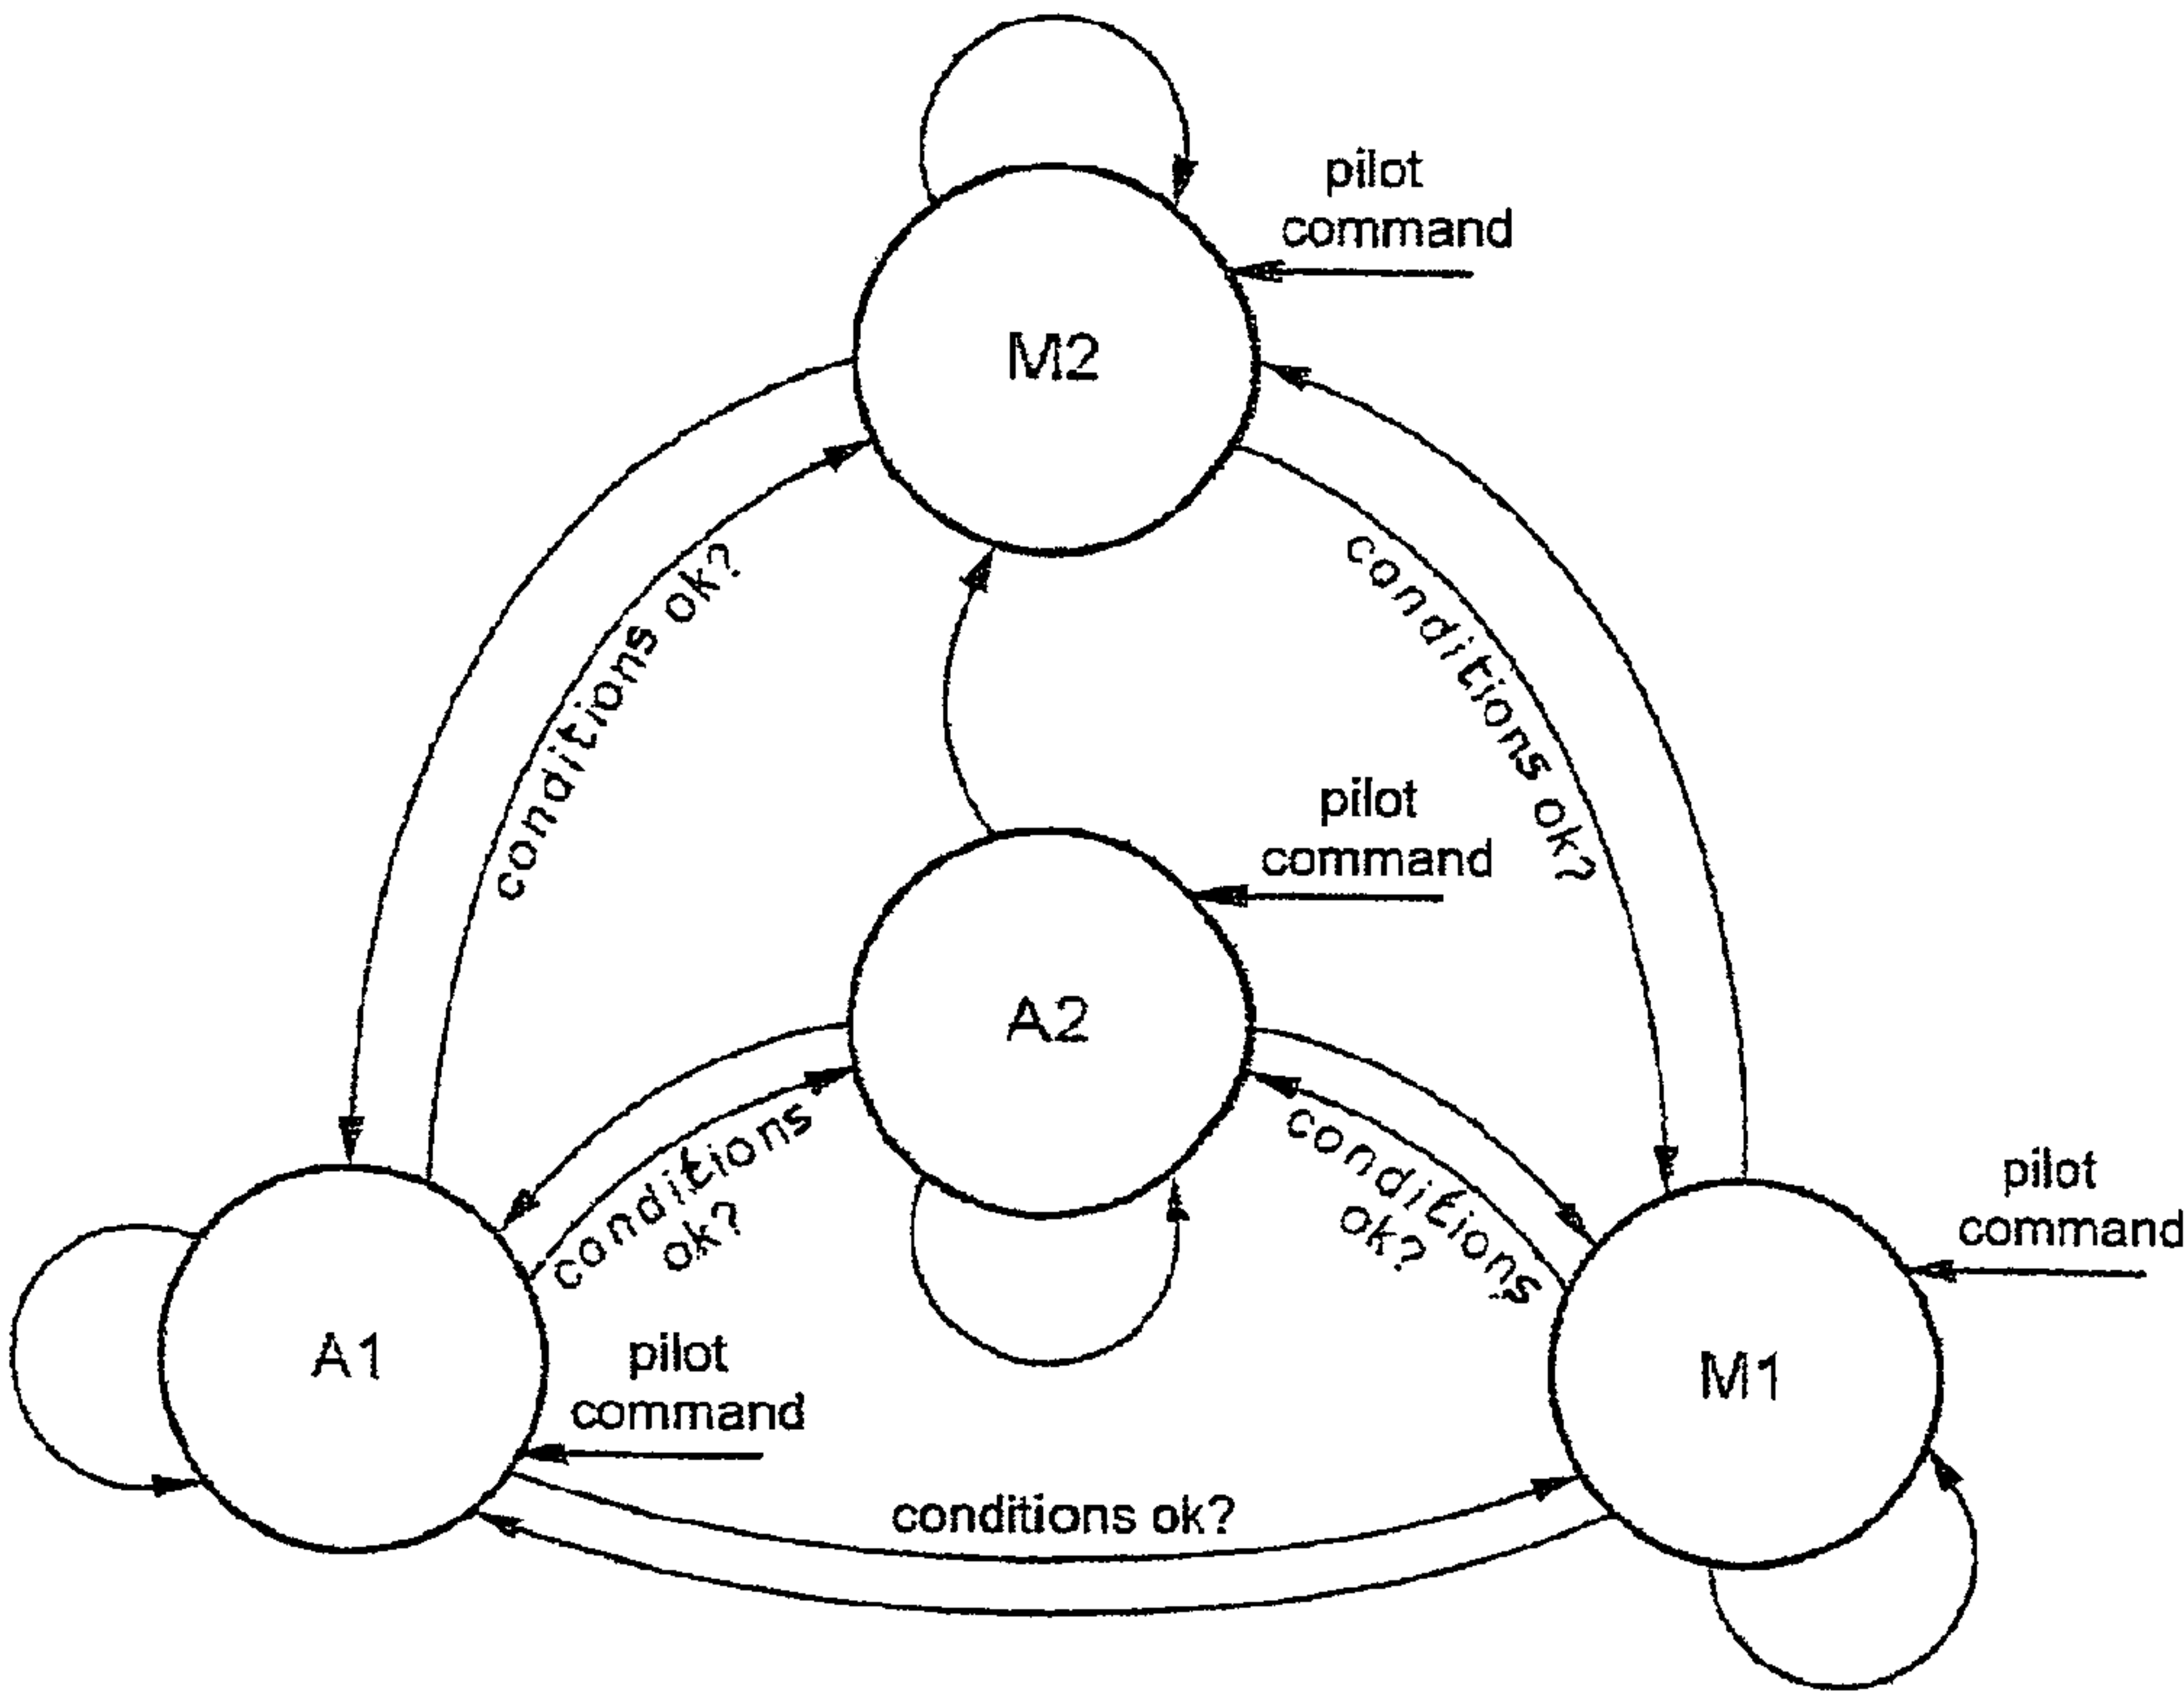 pilot
command
M2
conditions ok?
conditions ok?
pilot
command
A2
conditions
ok?
conditions
ok?
pilot
command
A1
pilot
command
M1
conditions ok?